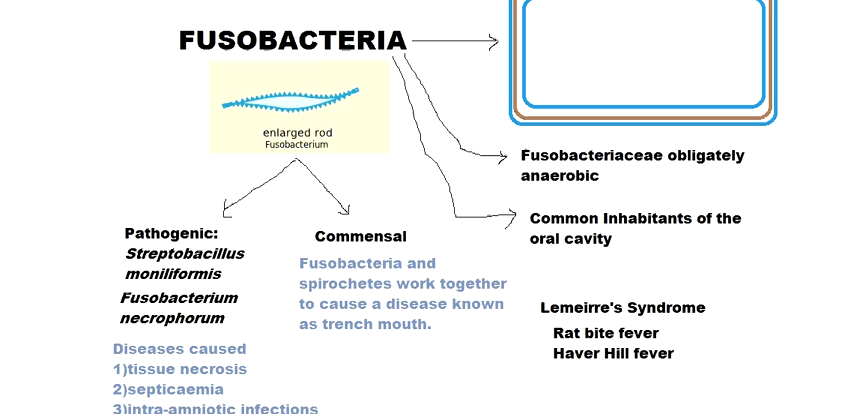 FUSOBACTERIA
enlarged rod
Fusobacterium
Fusobacteriaceae obligately
anaerobic
Common Inhabitants of the
oral cavity
Pathogenic:
Streptobacillus
moniliformis
Fusobacterium
necrophorum
Diseases caused
1)tissue necrosis
2)septicaemia
3)intra-amniotic infections
Commensal
Fusobacteria and
spirochetes work together
to cause a disease known
as trench mouth.
Lemeirre's Syndrome
Rat bite fever
Haver Hill fever